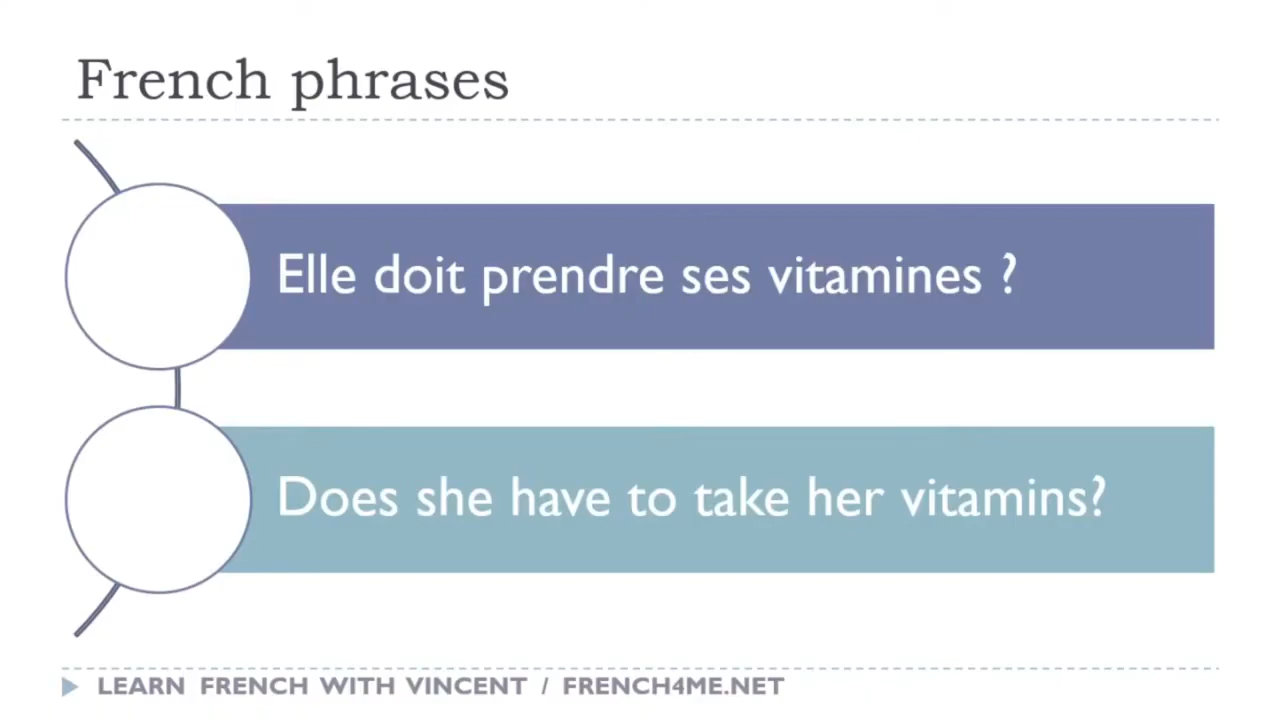 French phrases
Elle doit prendre ses vitamines ?
Does she have to take her vitamins?
LEARN FRENCH WITH VINCENT / FRENCH4ME.NET